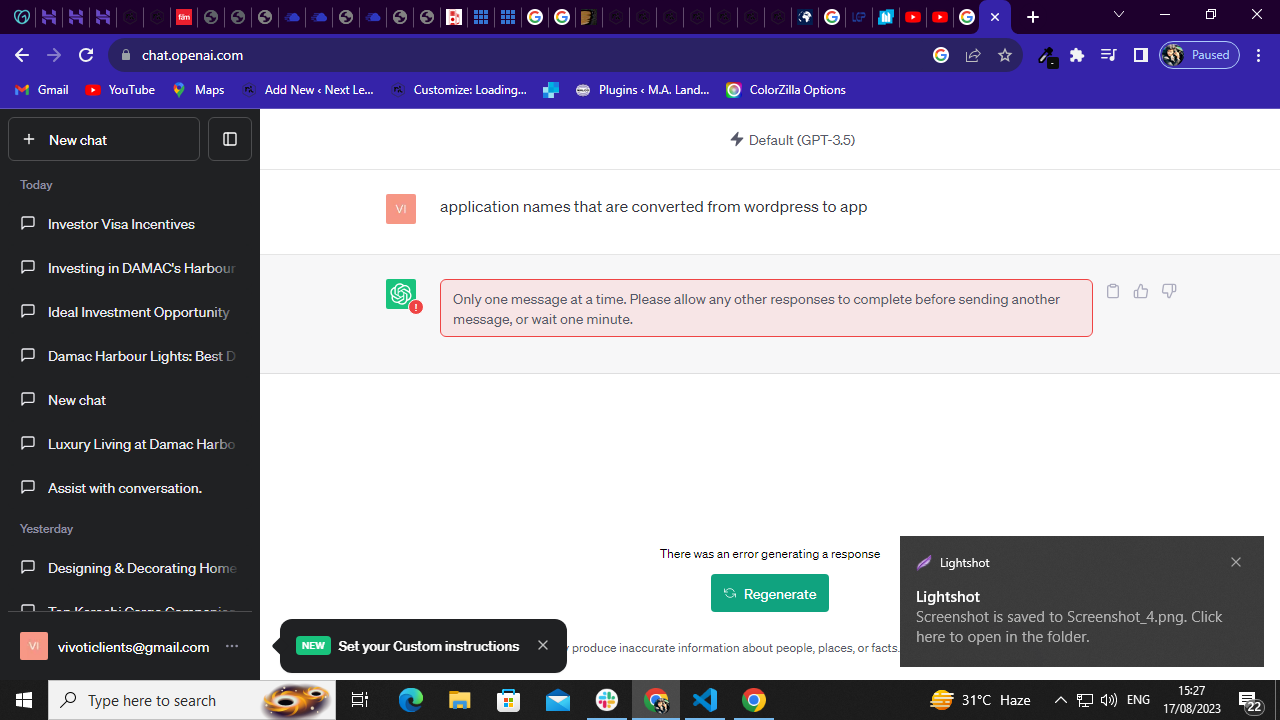 film
chat.openai.com
Paused
Gmail
YouTube
Maps
Add New ‹ Next Le...
Customize: Loading...
Plugins ‹ M.A. Land...
ColorZilla Options
New chat
Default (GPT-3.5)
Today
VI
application names that are converted from wordpress to app
Investor Visa Incentives
Investing in DAMAC's Harbour
Only one message at a time. Please allow any other responses to complete before sending another
message, or wait one minute.
Ideal Investment Opportunity
Damac Harbour Lights: Best D
New chat
Luxury Living at Damac Harbo
Assist with conversation.
Yesterday
Designing & Decorating Home
There was an error generating a response
Regenerate
Lightshot
Lightshot
Screenshot is saved to Screenshot_4.png. Click
here to open in the folder.
VI
vivoticlients@gmail.com
NEW Set your Custom instructions
produce inaccurate information about people, places, or facts.
Type here to search
31°C Haze
ENG
15:27
17/08/2023
22